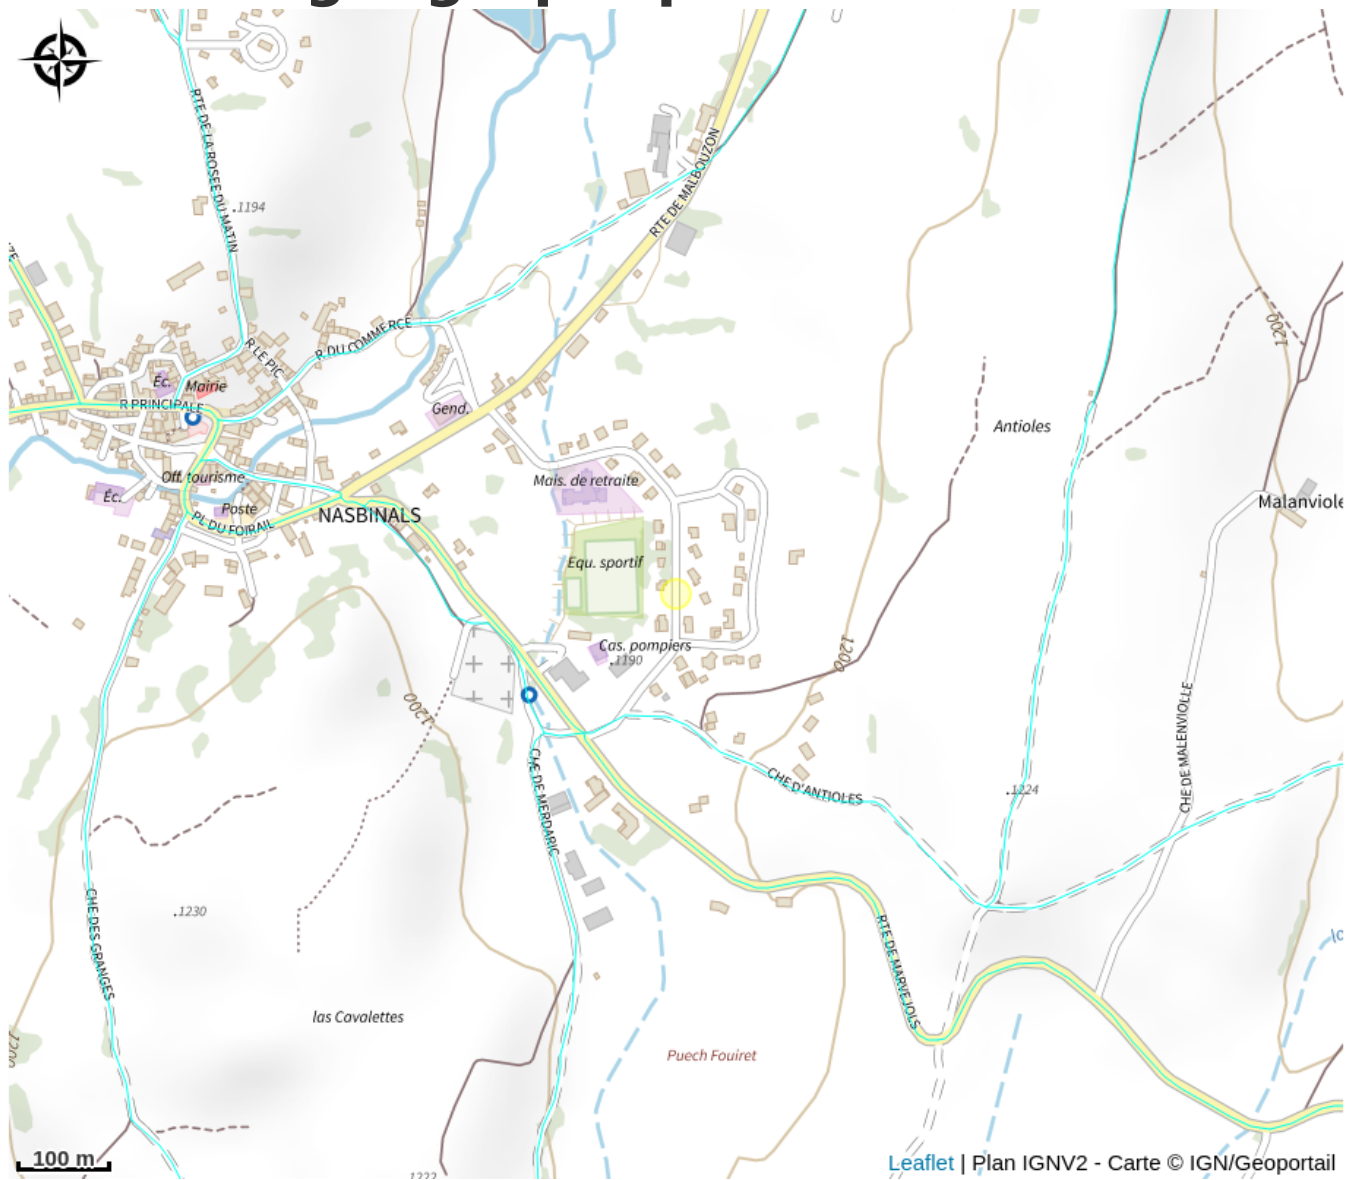 RTE DE LA ROSEE DU MATIN
.1194
RTE DE MALBOUZON
R LE PIC
R DU COMMERCE
1200
Éc.
Mairie
R PRINCIPALE
Gend.
Antioles
Off. tourisme
Mais. de retraite
Éc.
Poste
Malanviole
NASBINALS
PL DU FOIRAIL
Equ. sportif
Cas. pompiers
.1190
1200
1200
CHE DE MALENVIOLLE
CHE DE MERDARIC
CHE D'ANTIOLES
.1224
.1230
CHE DES GRANGES
RTE DE MARVEJOLS
las Cavalettes
1200
Puech Fouiret
100 m
Leaflet | Plan IGNV2 - Carte © IGN/Geoportail